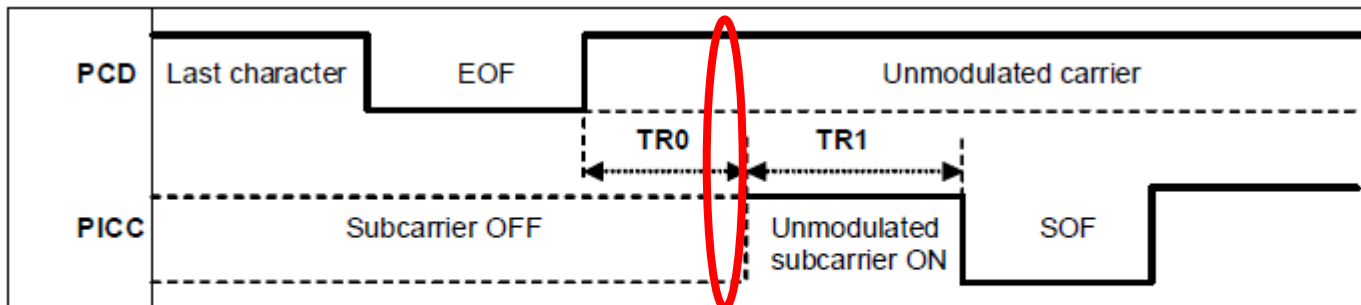 PCD Last character EOF Unmodulated carrier
TR0 TR1
PICC Subcarrier OFF Unmodulated SOF
subcarrier ON